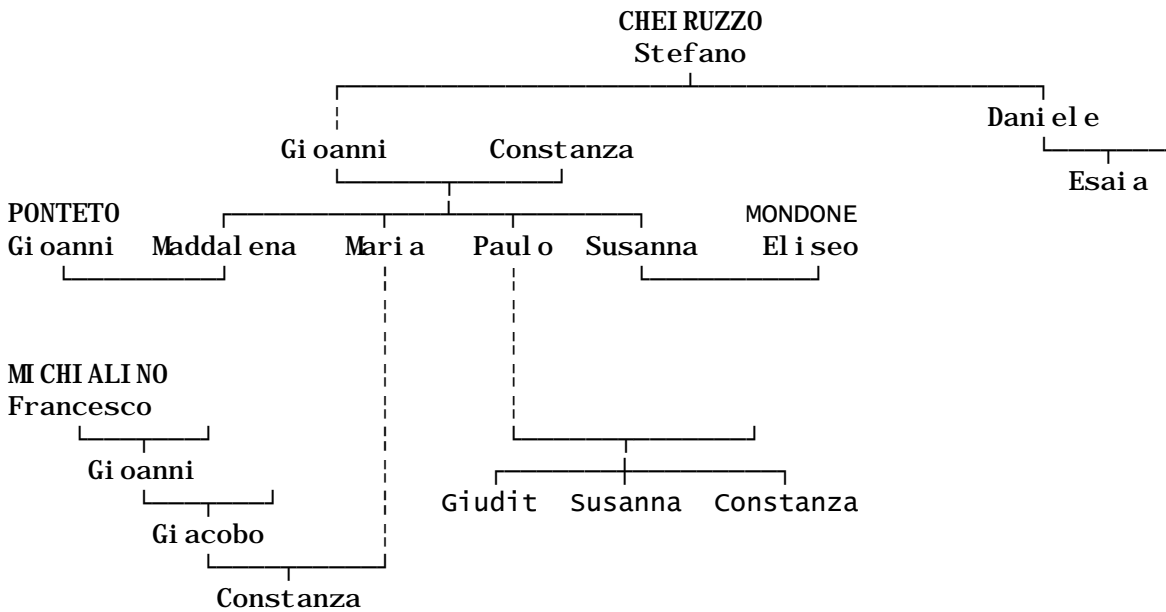 CHEIRUZZO
Stefano
Daniele
Gioanni Constanza
Esaia
PONTETO MONDONE
Gioanni Maddalena Maria Paulo Susanna Eliseo
MICHIALINO
Francesco
Gioanni
Giudit Susanna Constanza
Giacobo
Constanza